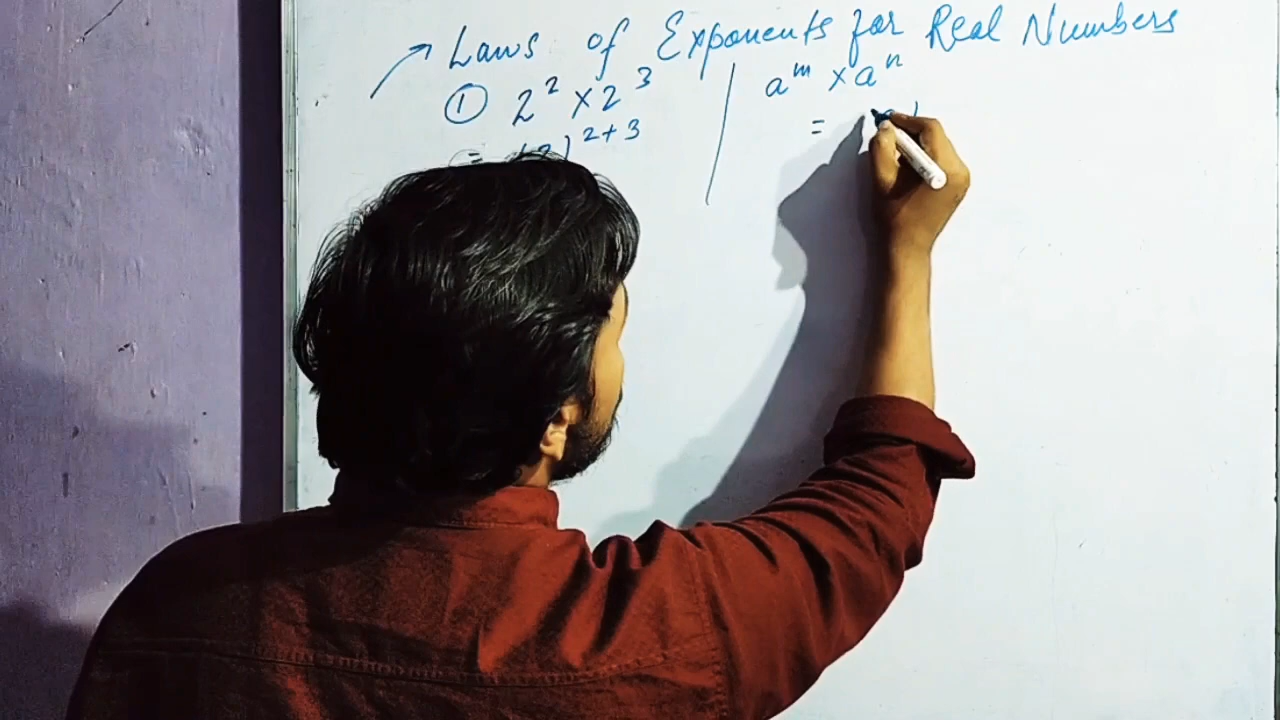 → Laws of Exponents for Real Numbers
① 2² × 2³
= (2)²⁺³
aᵐ × aⁿ
=